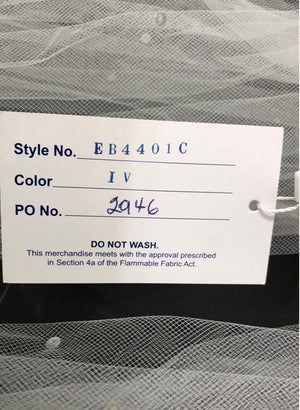 Style No. EB4401C
Color IV
PO No. 2946
DO NOT WASH.
This merchandise meets with the approval prescribed
in Section 4a of the Flammable Fabric Act.